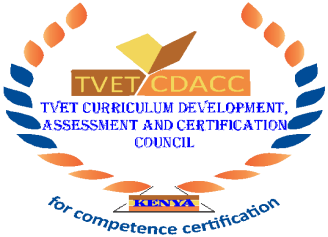 TVET CDACC
TVET CURRICULUM DEVELOPMENT,
ASSESSMENT AND CERTIFICATION
COUNCIL
KENYA
for competence certification